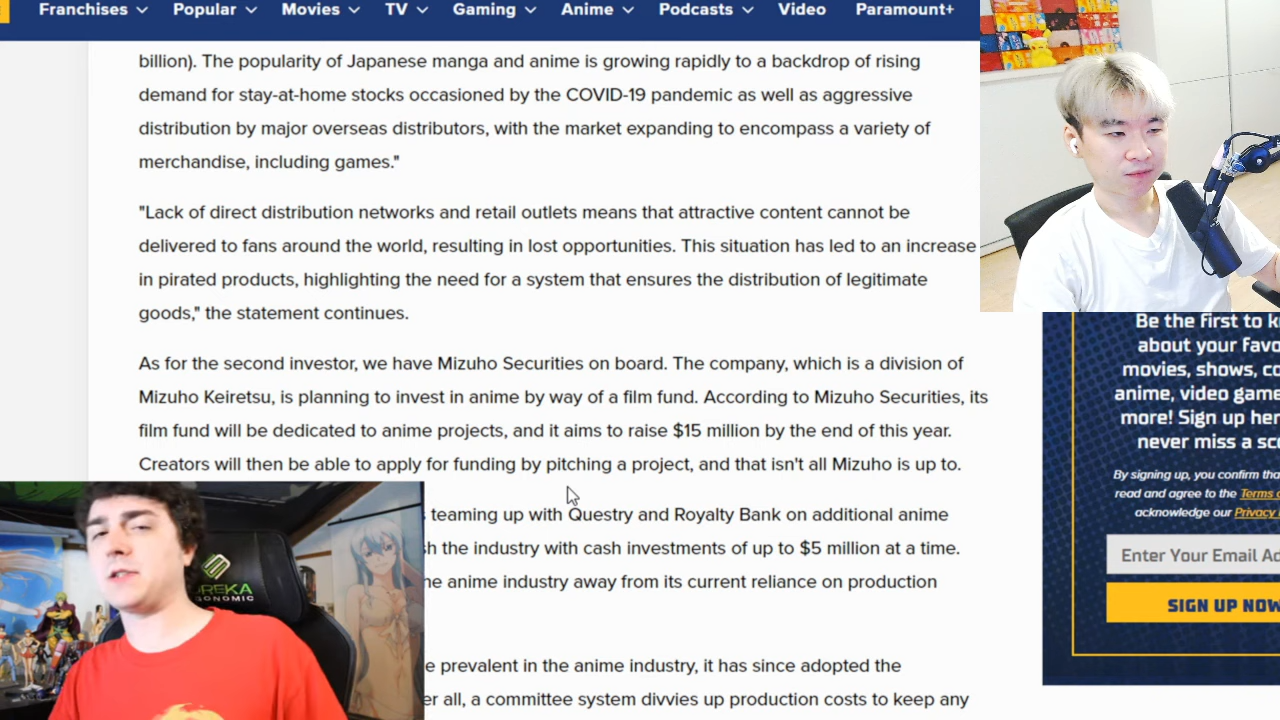 Franchises Popular Movies TV Gaming Anime Podcasts Video Paramount+
billion). The popularity of Japanese manga and anime is growing rapidly to a backdrop of rising
demand for stay-at-home stocks occasioned by the COVID-19 pandemic as well as aggressive
distribution by major overseas distributors, with the market expanding to encompass a variety of
merchandise, including games."
"Lack of direct distribution networks and retail outlets means that attractive content cannot be
delivered to fans around the world, resulting in lost opportunities. This situation has led to an increase
in pirated products, highlighting the need for a system that ensures the distribution of legitimate
goods," the statement continues.
As for the second investor, we have Mizuho Securities on board. The company, which is a division of
Mizuho Keiretsu, is planning to invest in anime by way of a film fund. According to Mizuho Securities, its
film fund will be dedicated to anime projects, and it aims to raise $15 million by the end of this year.
Creators will then be able to apply for funding by pitching a project, and that isn't all Mizuho is up to.
teaming up with Questry and Royalty Bank on additional anime
the industry with cash investments of up to $5 million at a time.
anime industry away from its current reliance on production
prevalent in the anime industry, it has since adopted the
all, a committee system divvies up production costs to keep any
Be the first to
about your
movies, shows,
anime, video
more! Sign up
never miss a
By signing up, you confirm
read and agree to the Terms
acknowledge our
Enter Your Email
SIGN UP NOW
EUREKA
ERGONOMIC